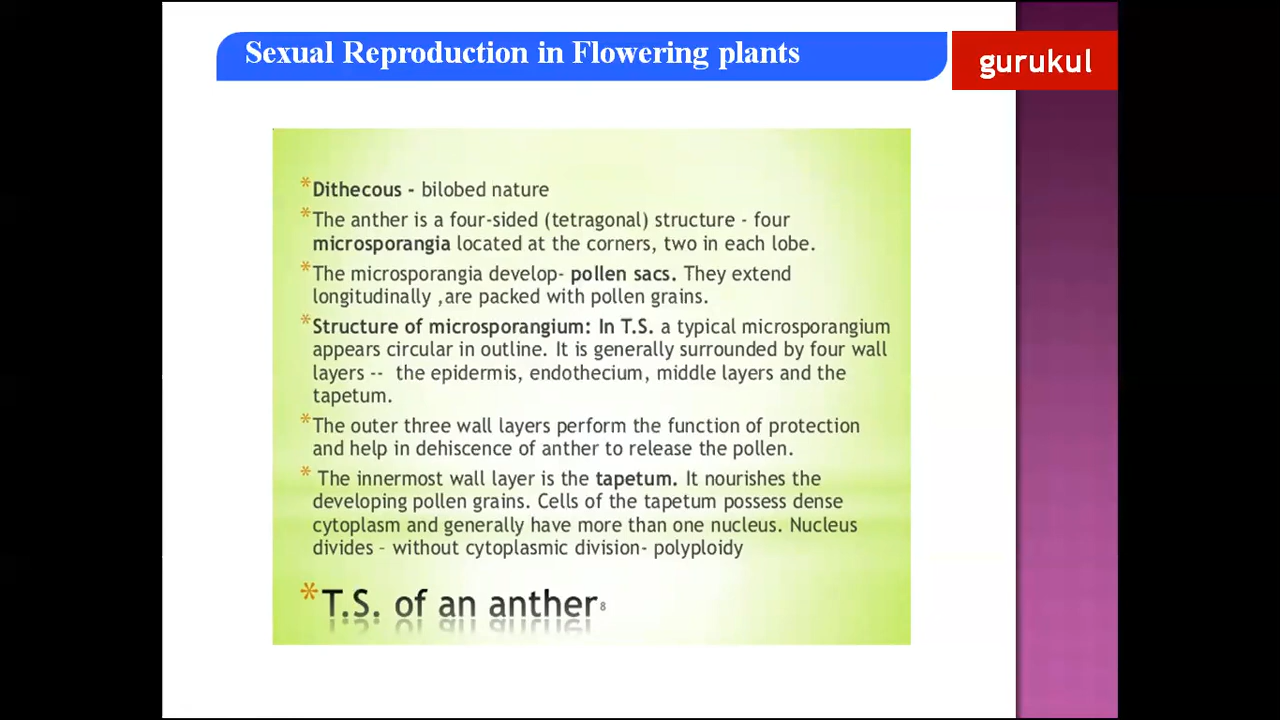 Sexual Reproduction in Flowering plants
gurukul
*Dithecous - bilobed nature
*The anther is a four-sided (tetragonal) structure - four
microsporangia located at the corners, two in each lobe.
*The microsporangia develop- pollen sacs. They extend
longitudinally ,are packed with pollen grains.
*Structure of microsporangium: In T.S. a typical microsporangium
appears circular in outline. It is generally surrounded by four wall
layers -- the epidermis, endothecium, middle layers and the
tapetum.
*The outer three wall layers perform the function of protection
and help in dehiscence of anther to release the pollen.
* The innermost wall layer is the tapetum. It nourishes the
developing pollen grains. Cells of the tapetum possess dense
cytoplasm and generally have more than one nucleus. Nucleus
divides – without cytoplasmic division- polyploidy
*T.S. of an anther 8